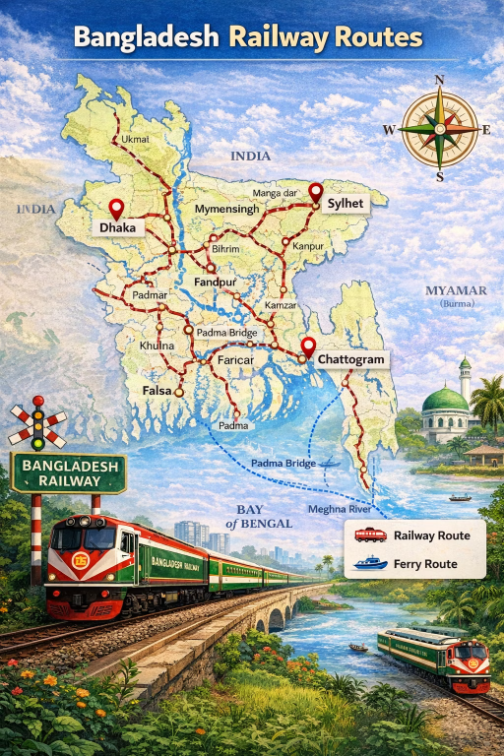 Bangladesh Railway Routes
N
W
E
S
Ukmal
INDIA
INDIA
Manga dar
Sylhet
Mymensingh
Dhaka
Bihrim
Kanpur
Fandpur
MYAMAR
(Burma)
Padmar
Kamzar
Padma Bridge
Khulna
Faricar
Chattogram
Falsa
Padma
BANGLADESH
RAILWAY
Padma Bridge
Meghna River
BAY
of BENGAL
Railway Route
Ferry Route
BANGLADESH RAILWAY